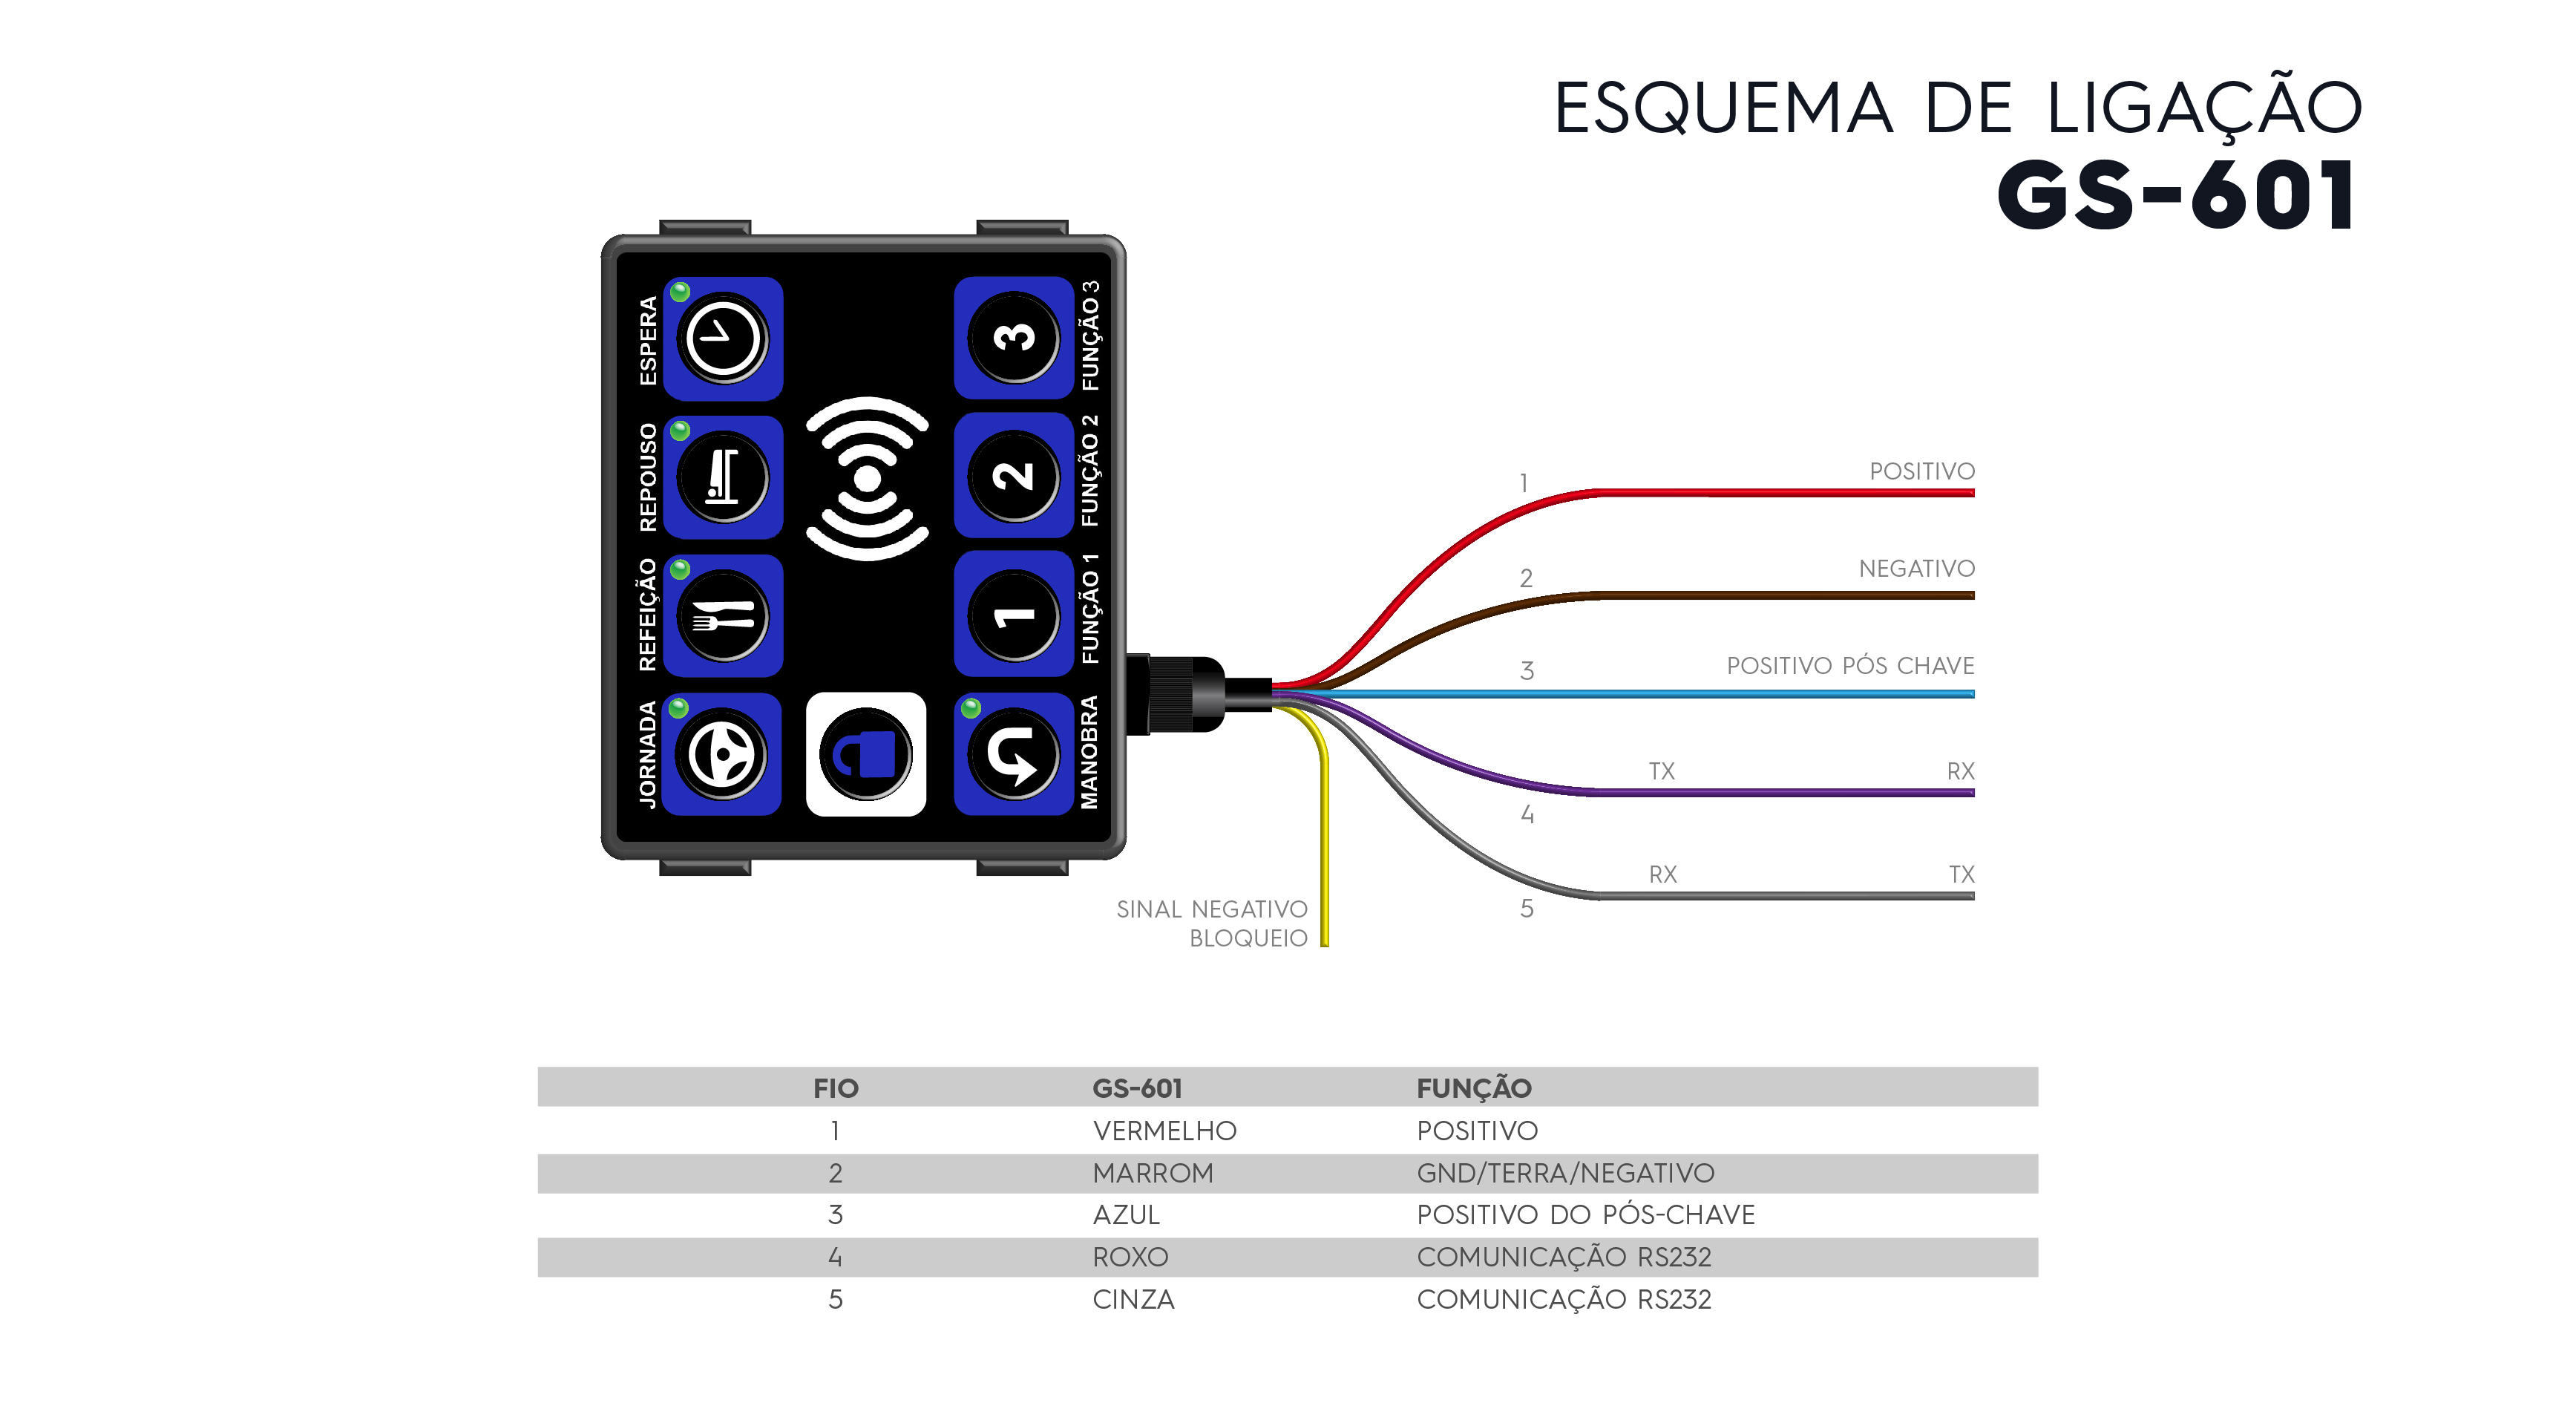 ESQUEMA DE LIGAÇÃO
GS-601
ESPERA
REPOUSO
REFEIÇÃO
JORNADA
3
2
1
FUNÇÃO 3
FUNÇÃO 2
FUNÇÃO 1
MANOBRA
1
POSITIVO
2
NEGATIVO
3
POSITIVO PÓS CHAVE
TX RX
4
RX TX
5
SINAL NEGATIVO
BLOQUEIO
FIO GS-601 FUNÇÃO
1 VERMELHO POSITIVO
2 MARROM GND/TERRA/NEGATIVO
3 AZUL POSITIVO DO PÓS-CHAVE
4 ROXO COMUNICAÇÃO RS232
5 CINZA COMUNICAÇÃO RS232